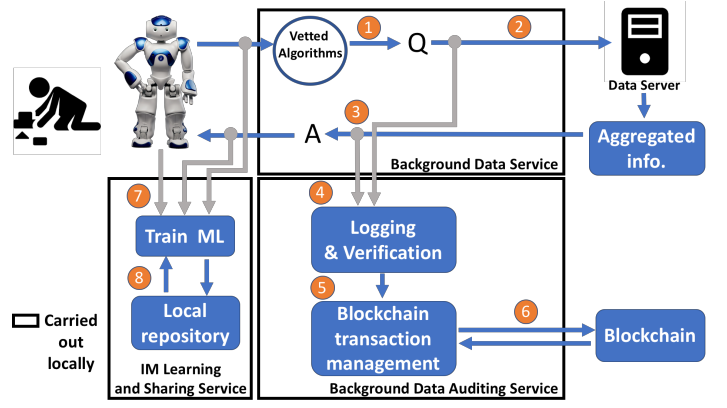 Vetted
Algorithms
1
Q
2
Data Server
3
A
Aggregated
info.
Background Data Service
7
4
Train ML
Logging
& Verification
8
5
Local
repository
Blockchain
transaction
management
6
Blockchain
Carried
out
locally
IM Learning
and Sharing Service
Background Data Auditing Service